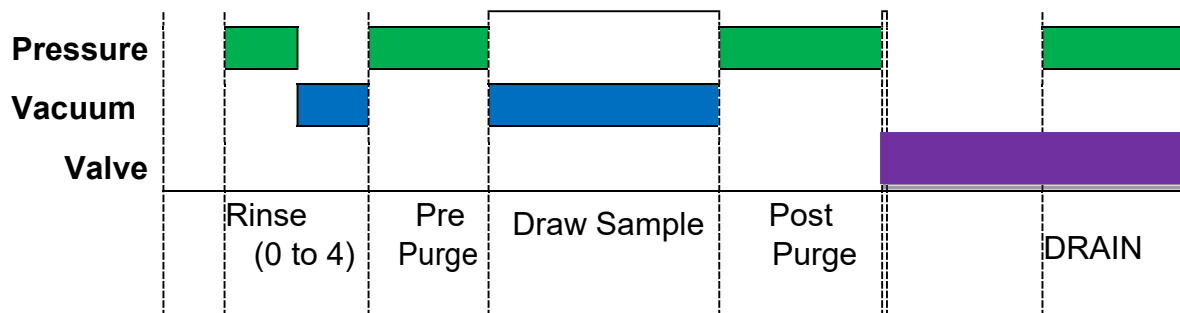 Pressure
Vacuum
Valve
Rinse
(0 to 4)
Pre
Purge
Draw Sample
Post
Purge
DRAIN